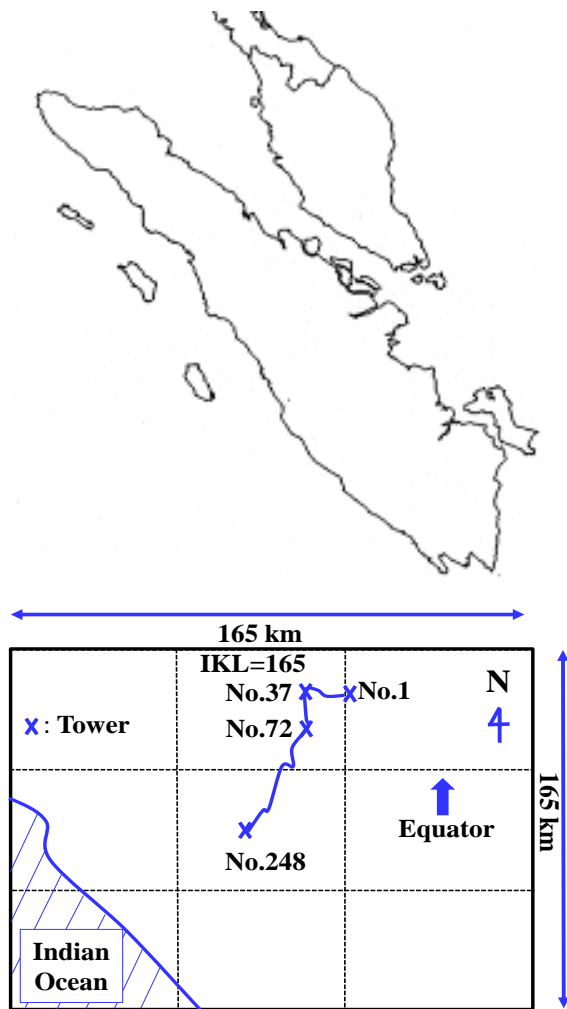 165 km
IKL=165
No.37
No.1
N
x : Tower
No.72
165 km
Equator
No.248
Indian
Ocean